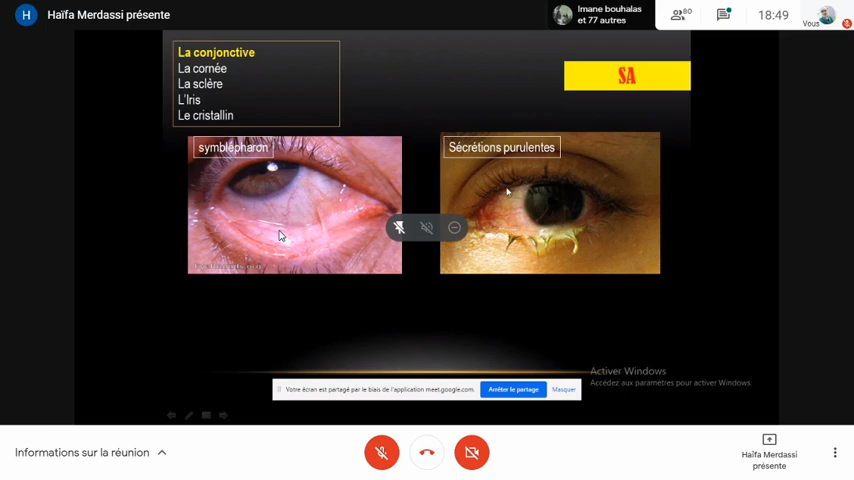 H Haïfa Merdassi présente
Imane bouhalas
et 77 autres
80
18:49
Vous
La conjonctive
La cornée
La sclère
L'Iris
Le cristallin
SA
symblépharon
Sécrétions purulentes
Activer Windows
Accédez aux paramètres pour activer Windows.
Votre écran est partagé par le biais de l'application meet.google.com.
Arrêter le partage
Masquer
Informations sur la réunion
Haïfa Merdassi
présente